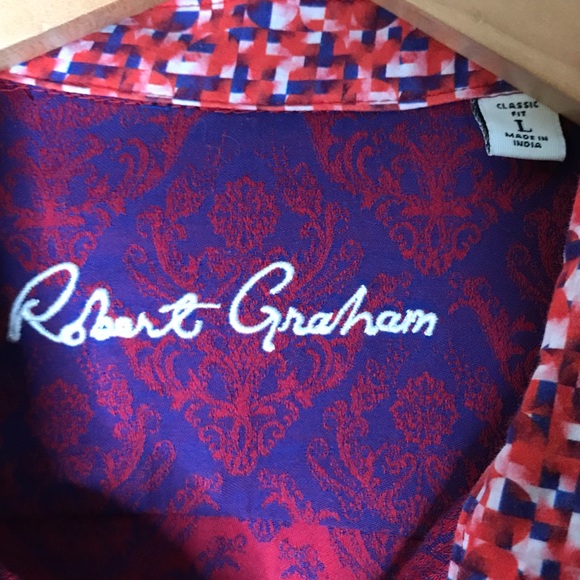 CLASSIC
FIT
L
MADE IN
INDIA
Robert Graham